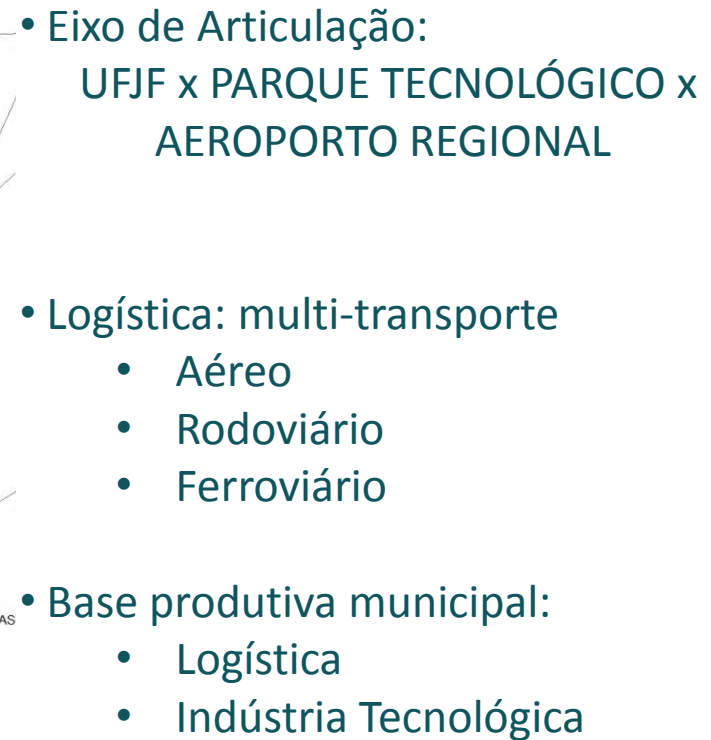 • Eixo de Articulação:
UFJF x PARQUE TECNOLÓGICO x
AEROPORTO REGIONAL
• Logística: multi-transporte
• Aéreo
• Rodoviário
• Ferroviário
AS
• Base produtiva municipal:
• Logística
• Indústria Tecnológica